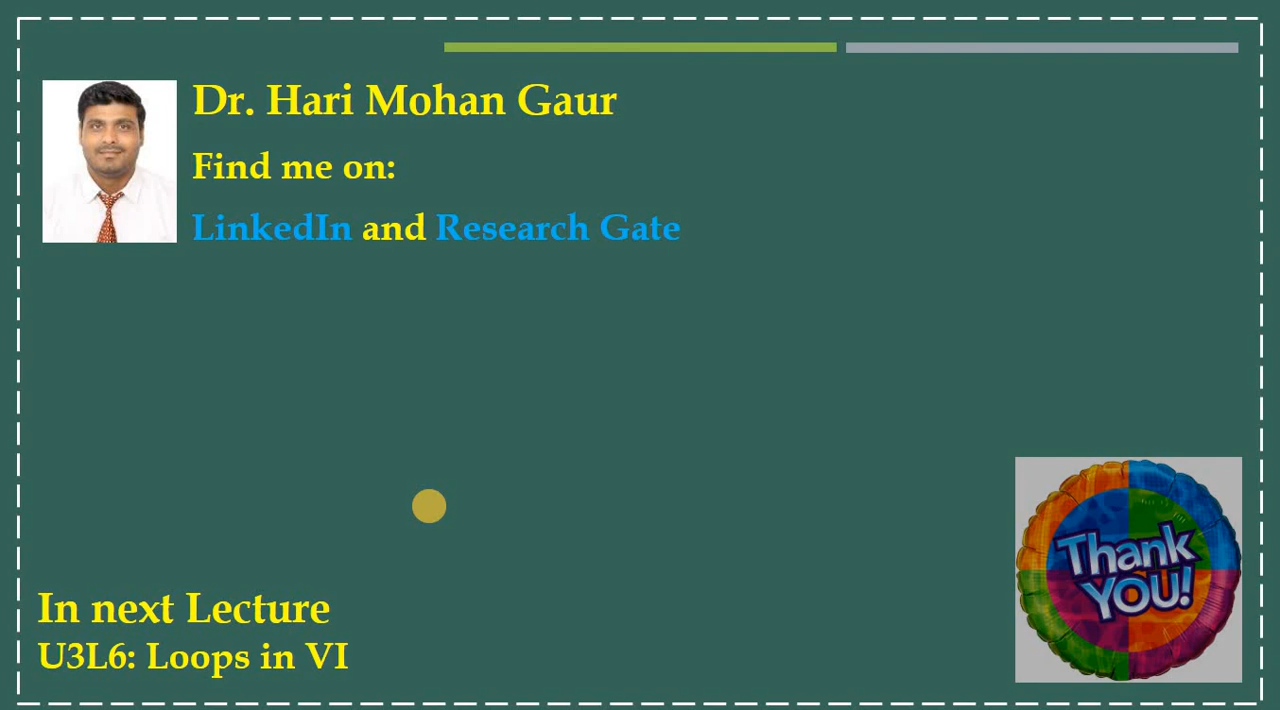 Dr. Hari Mohan Gaur
Find me on:
LinkedIn and Research Gate
Thank
YOU!
In next Lecture
U3L6: Loops in VI